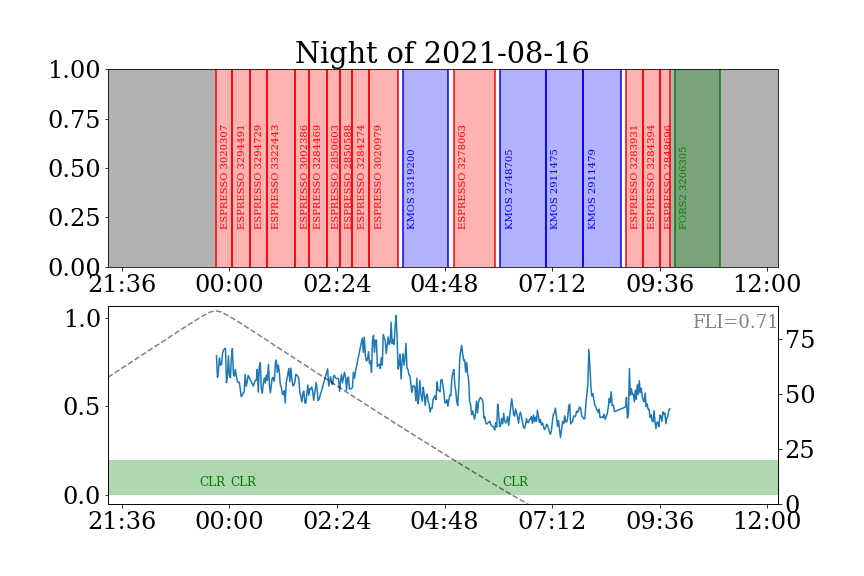 Night of 2021-08-16
1.00
0.75
0.50
0.25
0.00
ESPRESSO 3020307
ESPRESSO 3294491
ESPRESSO 3294729
ESPRESSO 3322443
ESPRESSO 3002386
ESPRESSO 3284469
ESPRESSO 2850603
ESPRESSO 2850588
ESPRESSO 3284274
ESPRESSO 3020979
KMOS 3319200
ESPRESSO 3278063
KMOS 2748705
KMOS 2911475
KMOS 2911479
ESPRESSO 3283931
ESPRESSO 3284394
ESPRESSO 2848696
FORS2 3206305
21:36 00:00 02:24 04:48 07:12 09:36 12:00
FLI=0.71
1.0
0.5
0.0
75
50
25
0
CLR CLR CLR
21:36 00:00 02:24 04:48 07:12 09:36 12:00